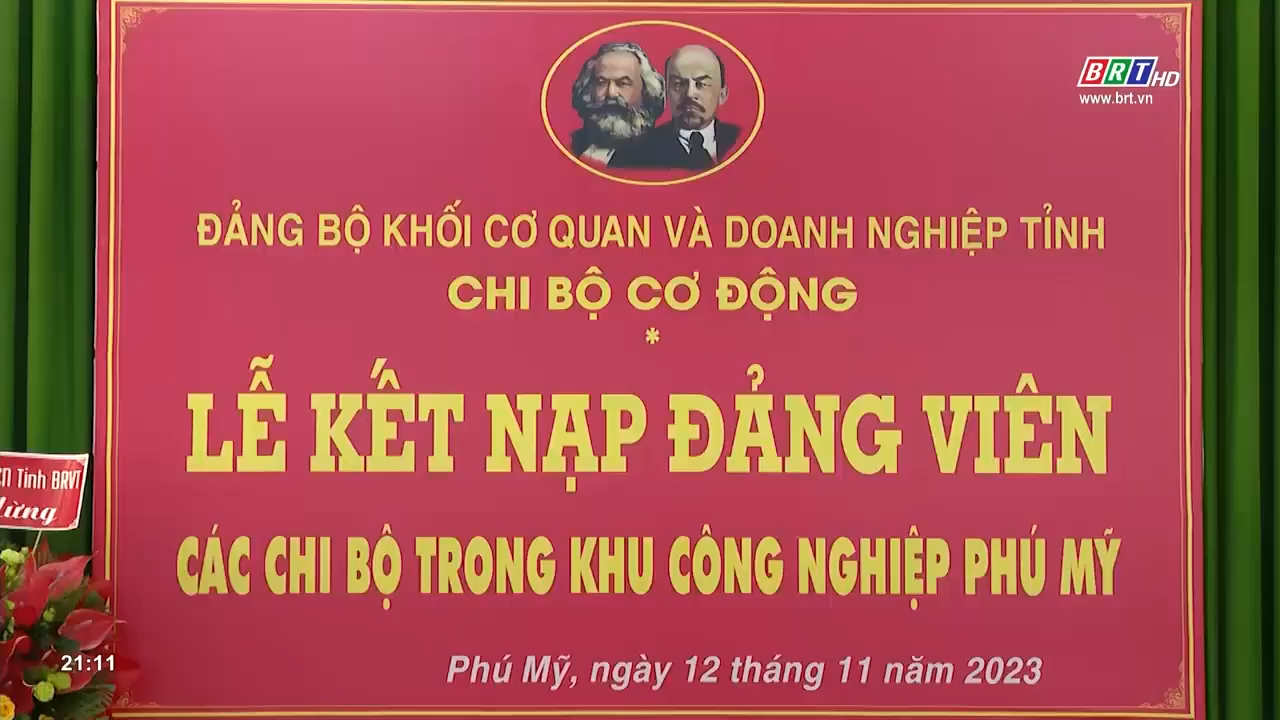 BRT HD
www.brt.vn
ĐẢNG BỘ KHỐI CƠ QUAN VÀ DOANH NGHIỆP TỈNH
CHI BỘ CƠ ĐỘNG
*
LỄ KẾT NẠP ĐẢNG VIÊN
CÁC CHI BỘ TRONG KHU CÔNG NGHIỆP PHÚ MỸ
Phú Mỹ, ngày 12 tháng 11 năm 2023
Tỉnh BRVT
21:11